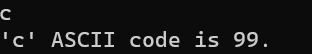 c
'c' ASCII code is 99.